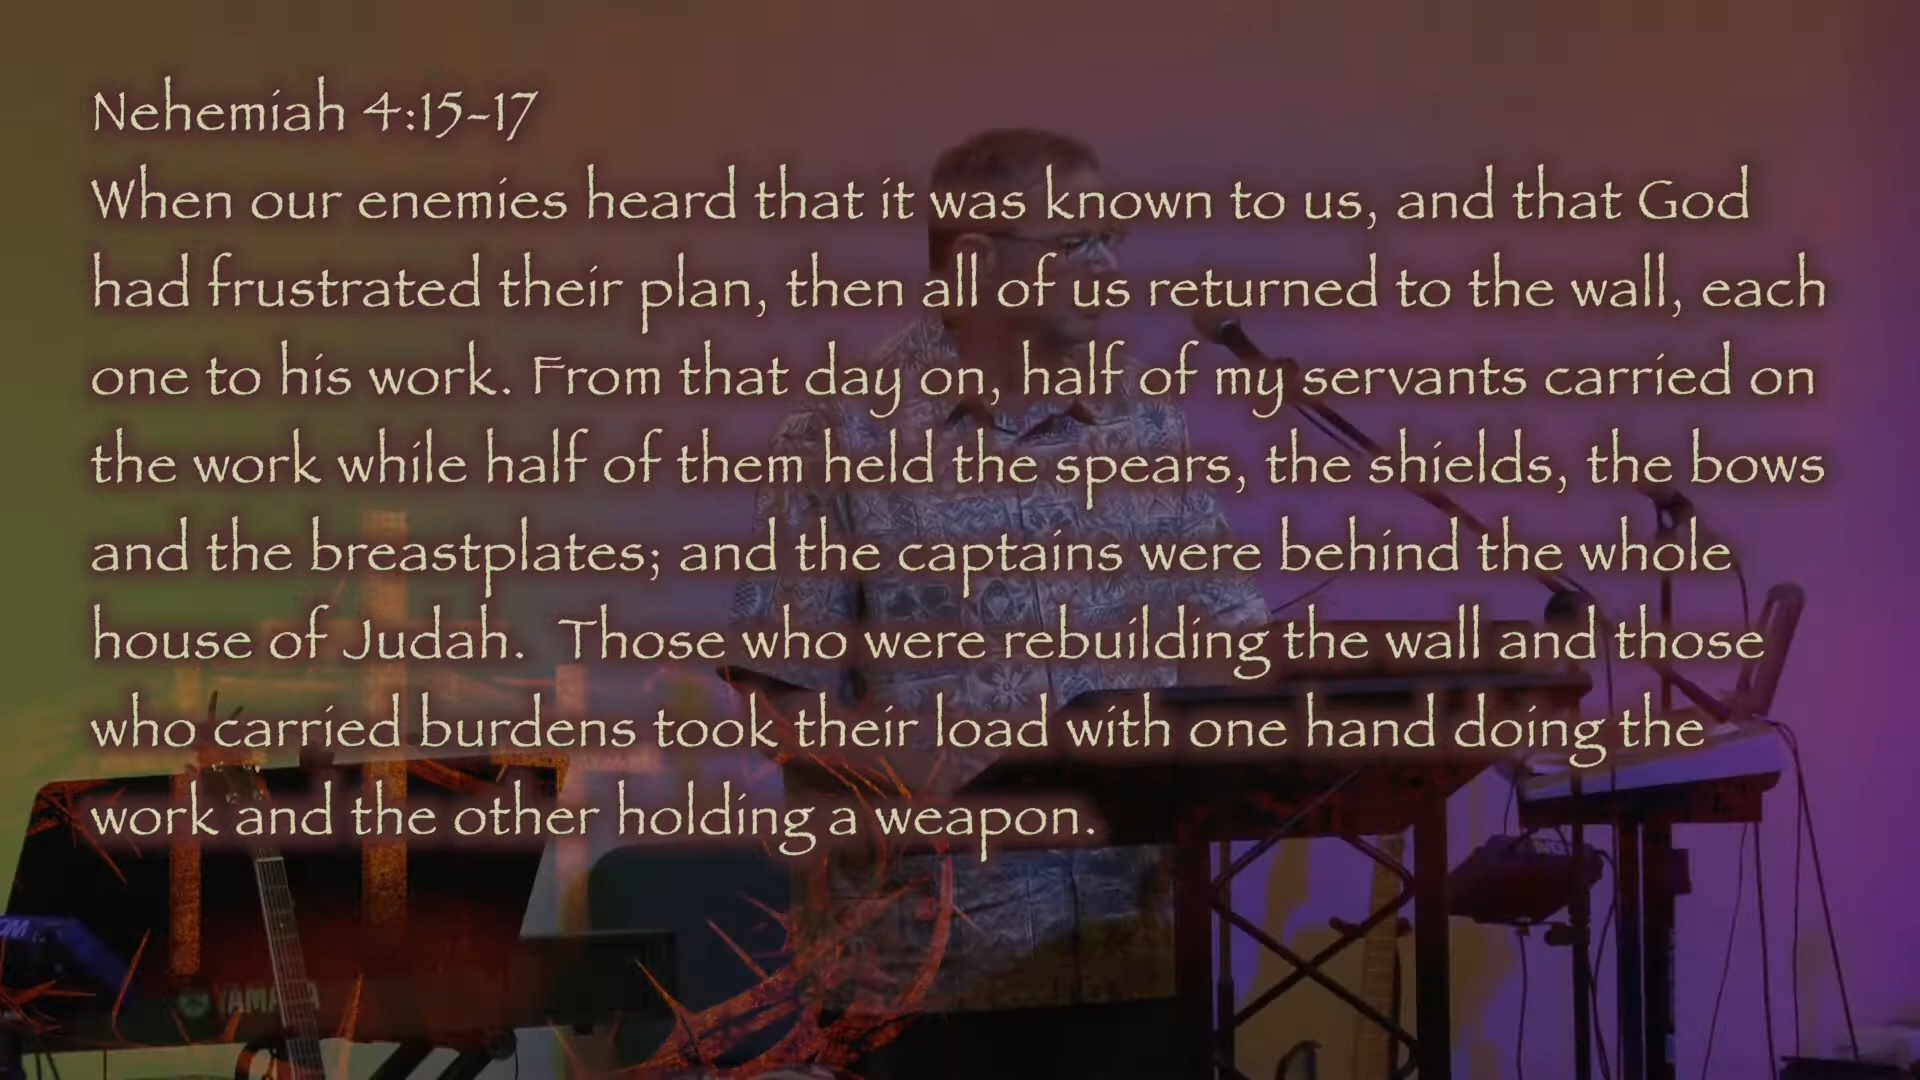 Nehemiah 4:15-17
When our enemies heard that it was known to us, and that God
had frustrated their plan, then all of us returned to the wall, each
one to his work. From that day on, half of my servants carried on
the work while half of them held the spears, the shields, the bows
and the breastplates; and the captains were behind the whole
house of Judah.  Those who were rebuilding the wall and those
who carried burdens took their load with one hand doing the
work and the other holding a weapon.
YAMAHA